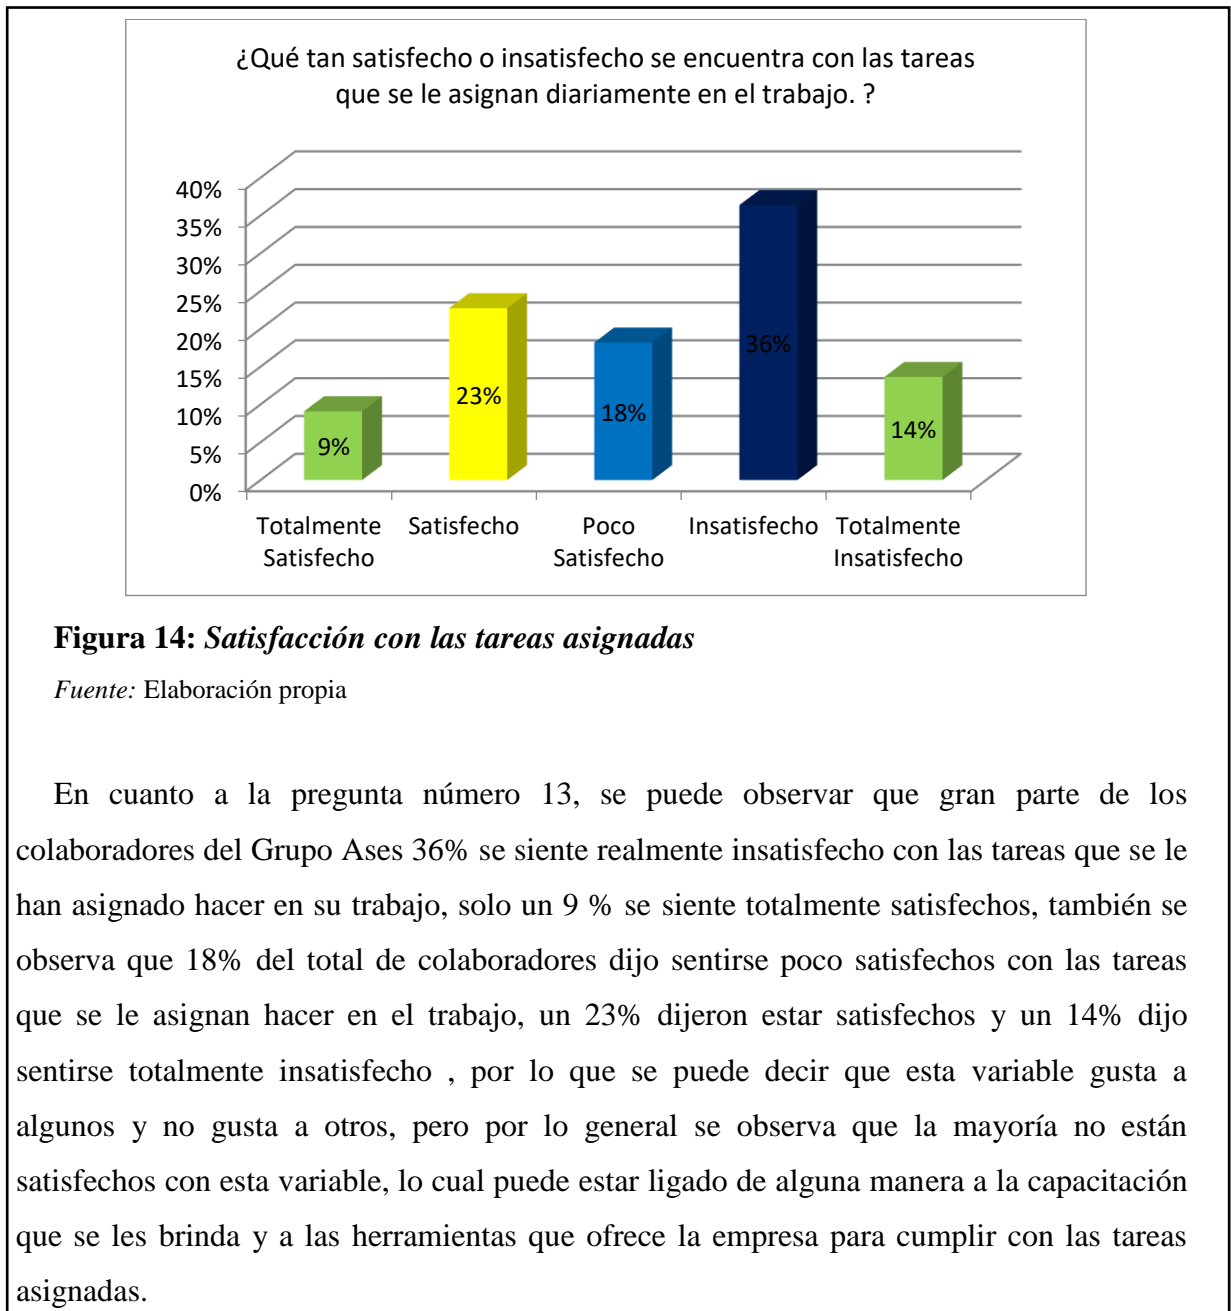 ¿Qué tan satisfecho o insatisfecho se encuentra con las tareas
que se le asignan diariamente en el trabajo. ?
40%
35%
30%
25%
20%
15%
10%
5%
0%
9%
23%
18%
36%
14%
Totalmente Satisfecho
Satisfecho
Poco Satisfecho
Insatisfecho
Totalmente Insatisfecho
Figura 14: Satisfacción con las tareas asignadas
Fuente: Elaboración propia
En cuanto a la pregunta número 13, se puede observar que gran parte de los
colaboradores del Grupo Ases 36% se siente realmente insatisfecho con las tareas que se le
han asignado hacer en su trabajo, solo un 9 % se siente totalmente satisfechos, también se
observa que 18% del total de colaboradores dijo sentirse poco satisfechos con las tareas
que se le asignan hacer en el trabajo, un 23% dijeron estar satisfechos y un 14% dijo
sentirse totalmente insatisfecho , por lo que se puede decir que esta variable gusta a
algunos y no gusta a otros, pero por lo general se observa que la mayoría no están
satisfechos con esta variable, lo cual puede estar ligado de alguna manera a la capacitación
que se les brinda y a las herramientas que ofrece la empresa para cumplir con las tareas
asignadas.